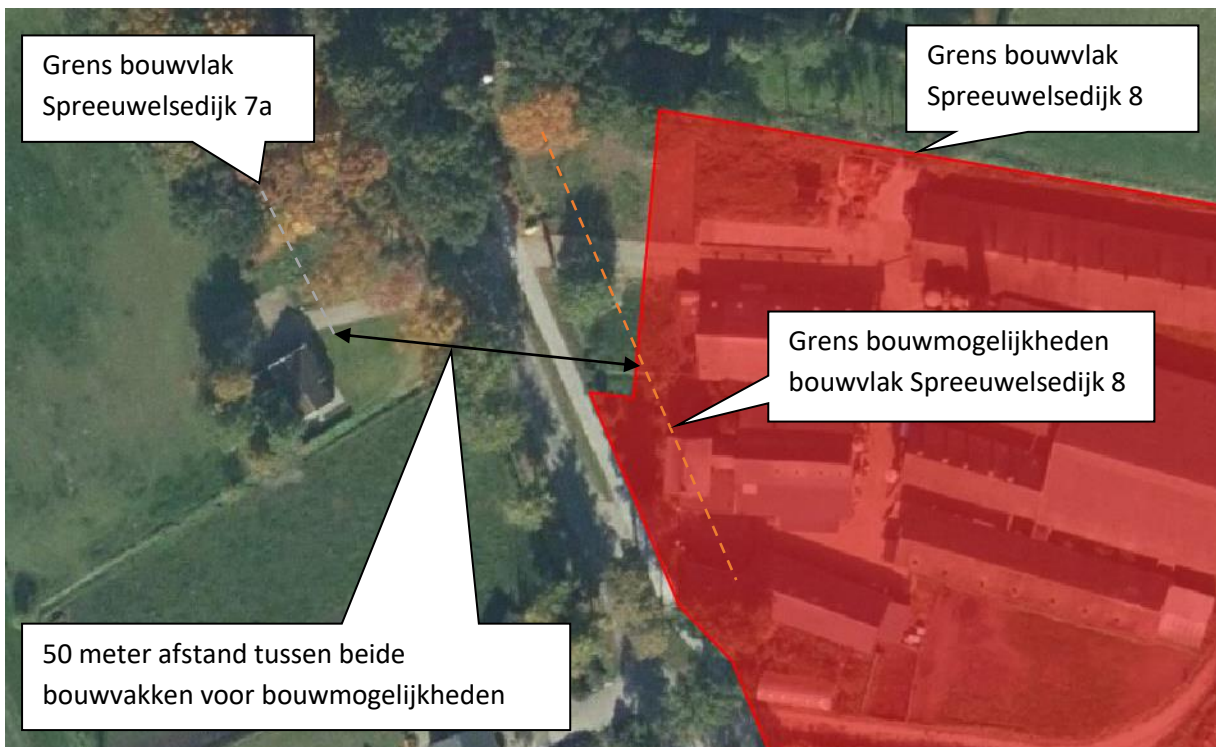 Grens bouwvlak
Spreeuwelsedijk 7a
Grens bouwvlak
Spreeuwelsedijk 8
Grens bouwmogelijkheden
bouwvlak Spreeuwelsedijk 8
50 meter afstand tussen beide
bouwvakken voor bouwmogelijkheden